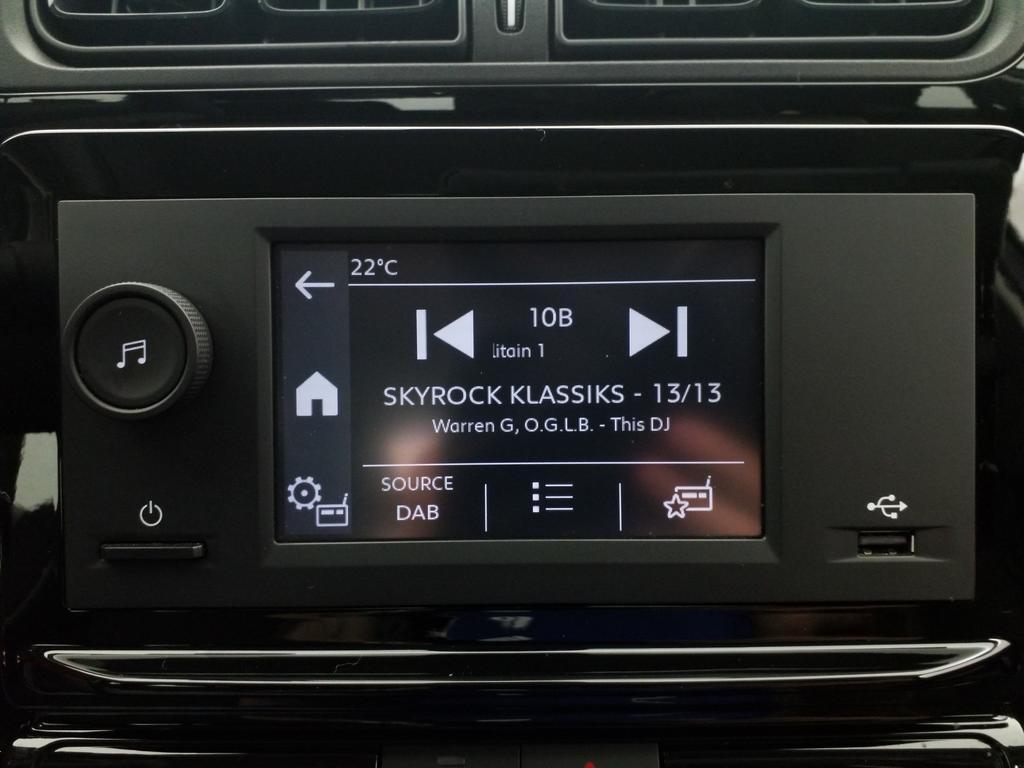 22°C
10B
litain 1
SKYROCK KLASSIKS - 13/13
Warren G, O.G.L.B. - This DJ
SOURCE
DAB